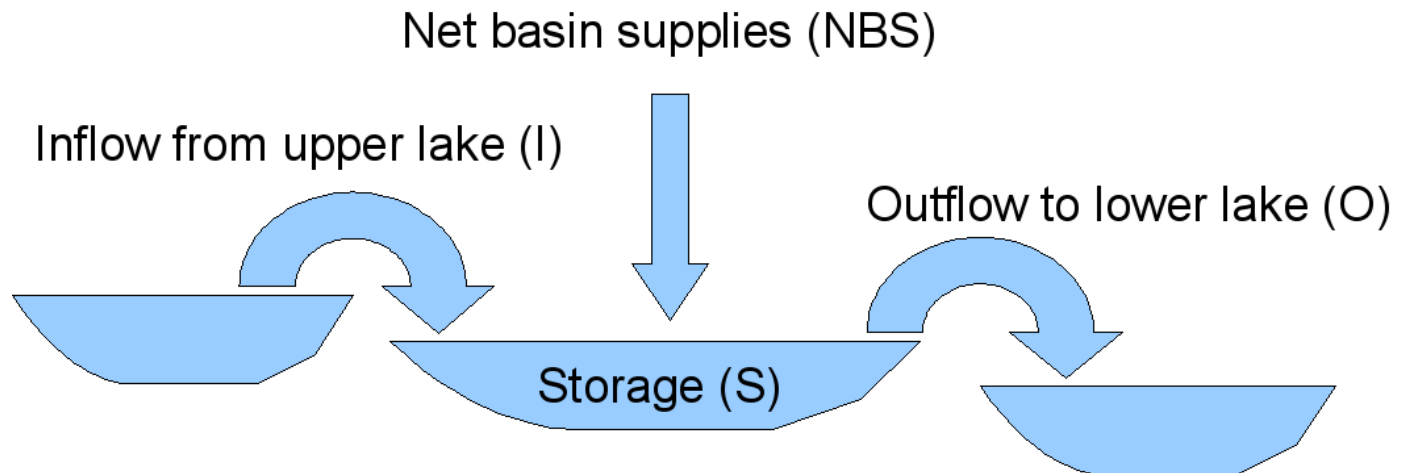 Net basin supplies (NBS)
Inflow from upper lake (I)
Outflow to lower lake (O)
Storage (S)